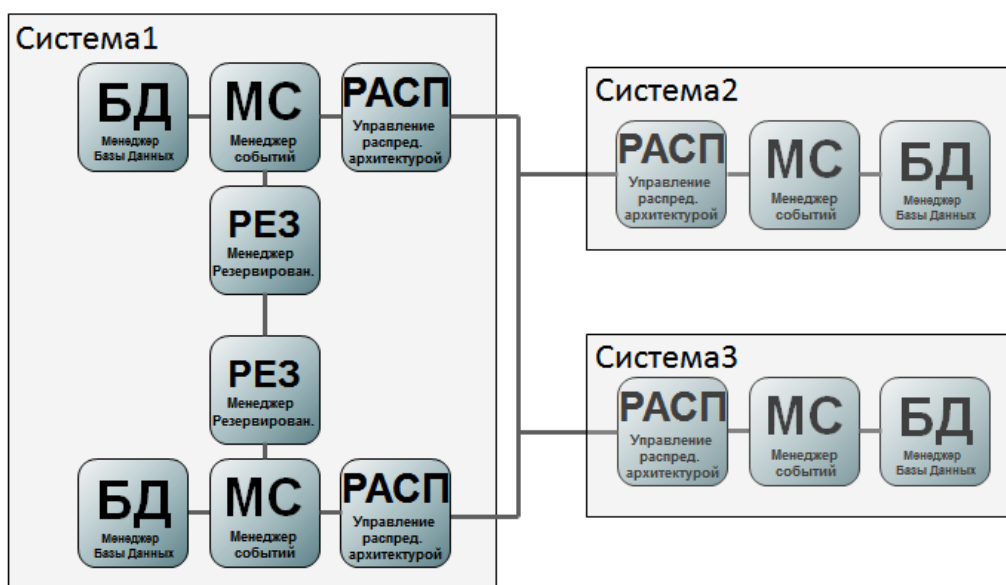 Система1
БД
Менеджер
Базы Данных
МС
Менеджер
событий
РАСП
Управление
распред.
архитектурой
РЕЗ
Менеджер
Резервирован.
РЕЗ
Менеджер
Резервирован.
БД
Менеджер
Базы Данных
МС
Менеджер
событий
РАСП
Управление
распред.
архитектурой
Система2
РАСП
Управление
распред.
архитектурой
МС
Менеджер
событий
БД
Менеджер
Базы Данных
Система3
РАСП
Управление
распред.
архитектурой
МС
Менеджер
событий
БД
Менеджер
Базы Данных